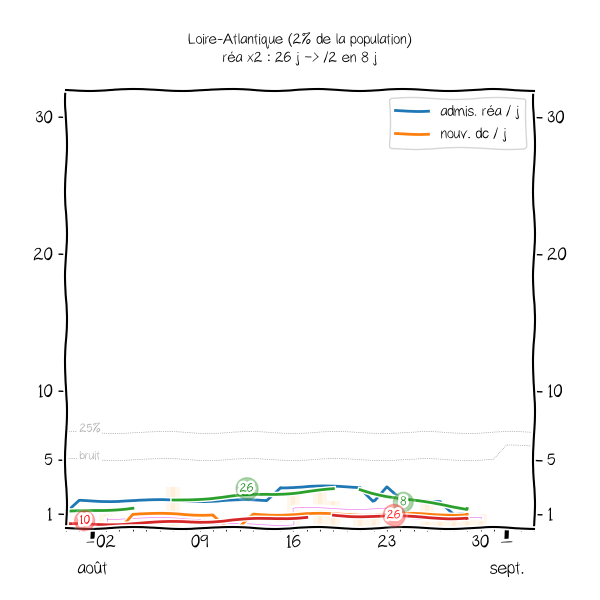 Loire-Atlantique (2% de la population)
réa x2 : 26 j -> /2 en 8 j
admis. réa / j
nouv. dc / j
30
30
20
20
10
10
25%
bruit
5
5
26
8
10
26
1
1
02
09
16
23
30
août
sept.